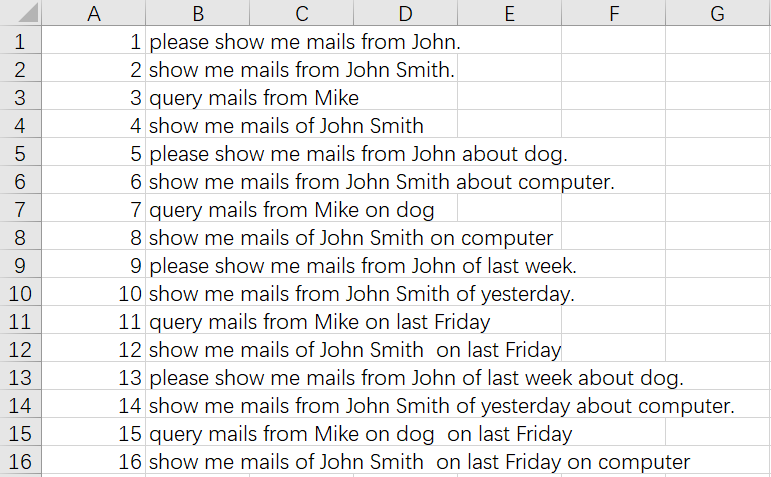 A B C D E F G
1 1 please show me mails from John.
2 2 show me mails from John Smith.
3 3 query mails from Mike
4 4 show me mails of John Smith
5 5 please show me mails from John about dog.
6 6 show me mails from John Smith about computer.
7 7 query mails from Mike on dog
8 8 show me mails of John Smith on computer
9 9 please show me mails from John of last week.
10 10 show me mails from John Smith of yesterday.
11 11 query mails from Mike on last Friday
12 12 show me mails of John Smith  on last Friday
13 13 please show me mails from John of last week about dog.
14 14 show me mails from John Smith of yesterday about computer.
15 15 query mails from Mike on dog  on last Friday
16 16 show me mails of John Smith  on last Friday on computer